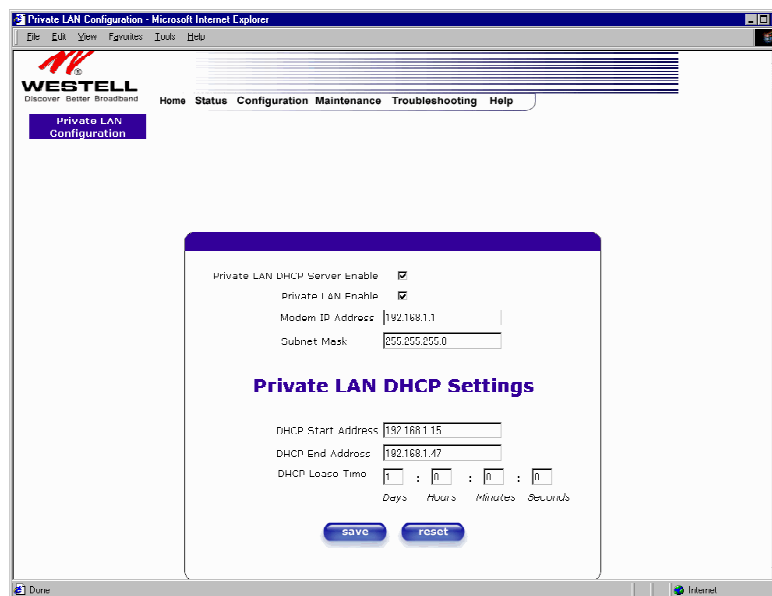 Private LAN Configuration - Microsoft Internet Explorer
File Edit View Favorites Tools Help
WESTELL
®
Discover Better Broadband
Home Status Configuration Maintenance Troubleshooting Help
Private LAN
Configuration
Private LAN DHCP Server Enable
Private LAN Enable
Modem IP Address 192.168.1.1
Subnet Mask 255.255.255.0
Private LAN DHCP Settings
DHCP Start Address 192.168.1.15
DHCP End Address 192.168.1.47
DHCP Lease Time 1 : 0 : 0 : 0
Days Hours Minutes Seconds
save reset
Done Internet